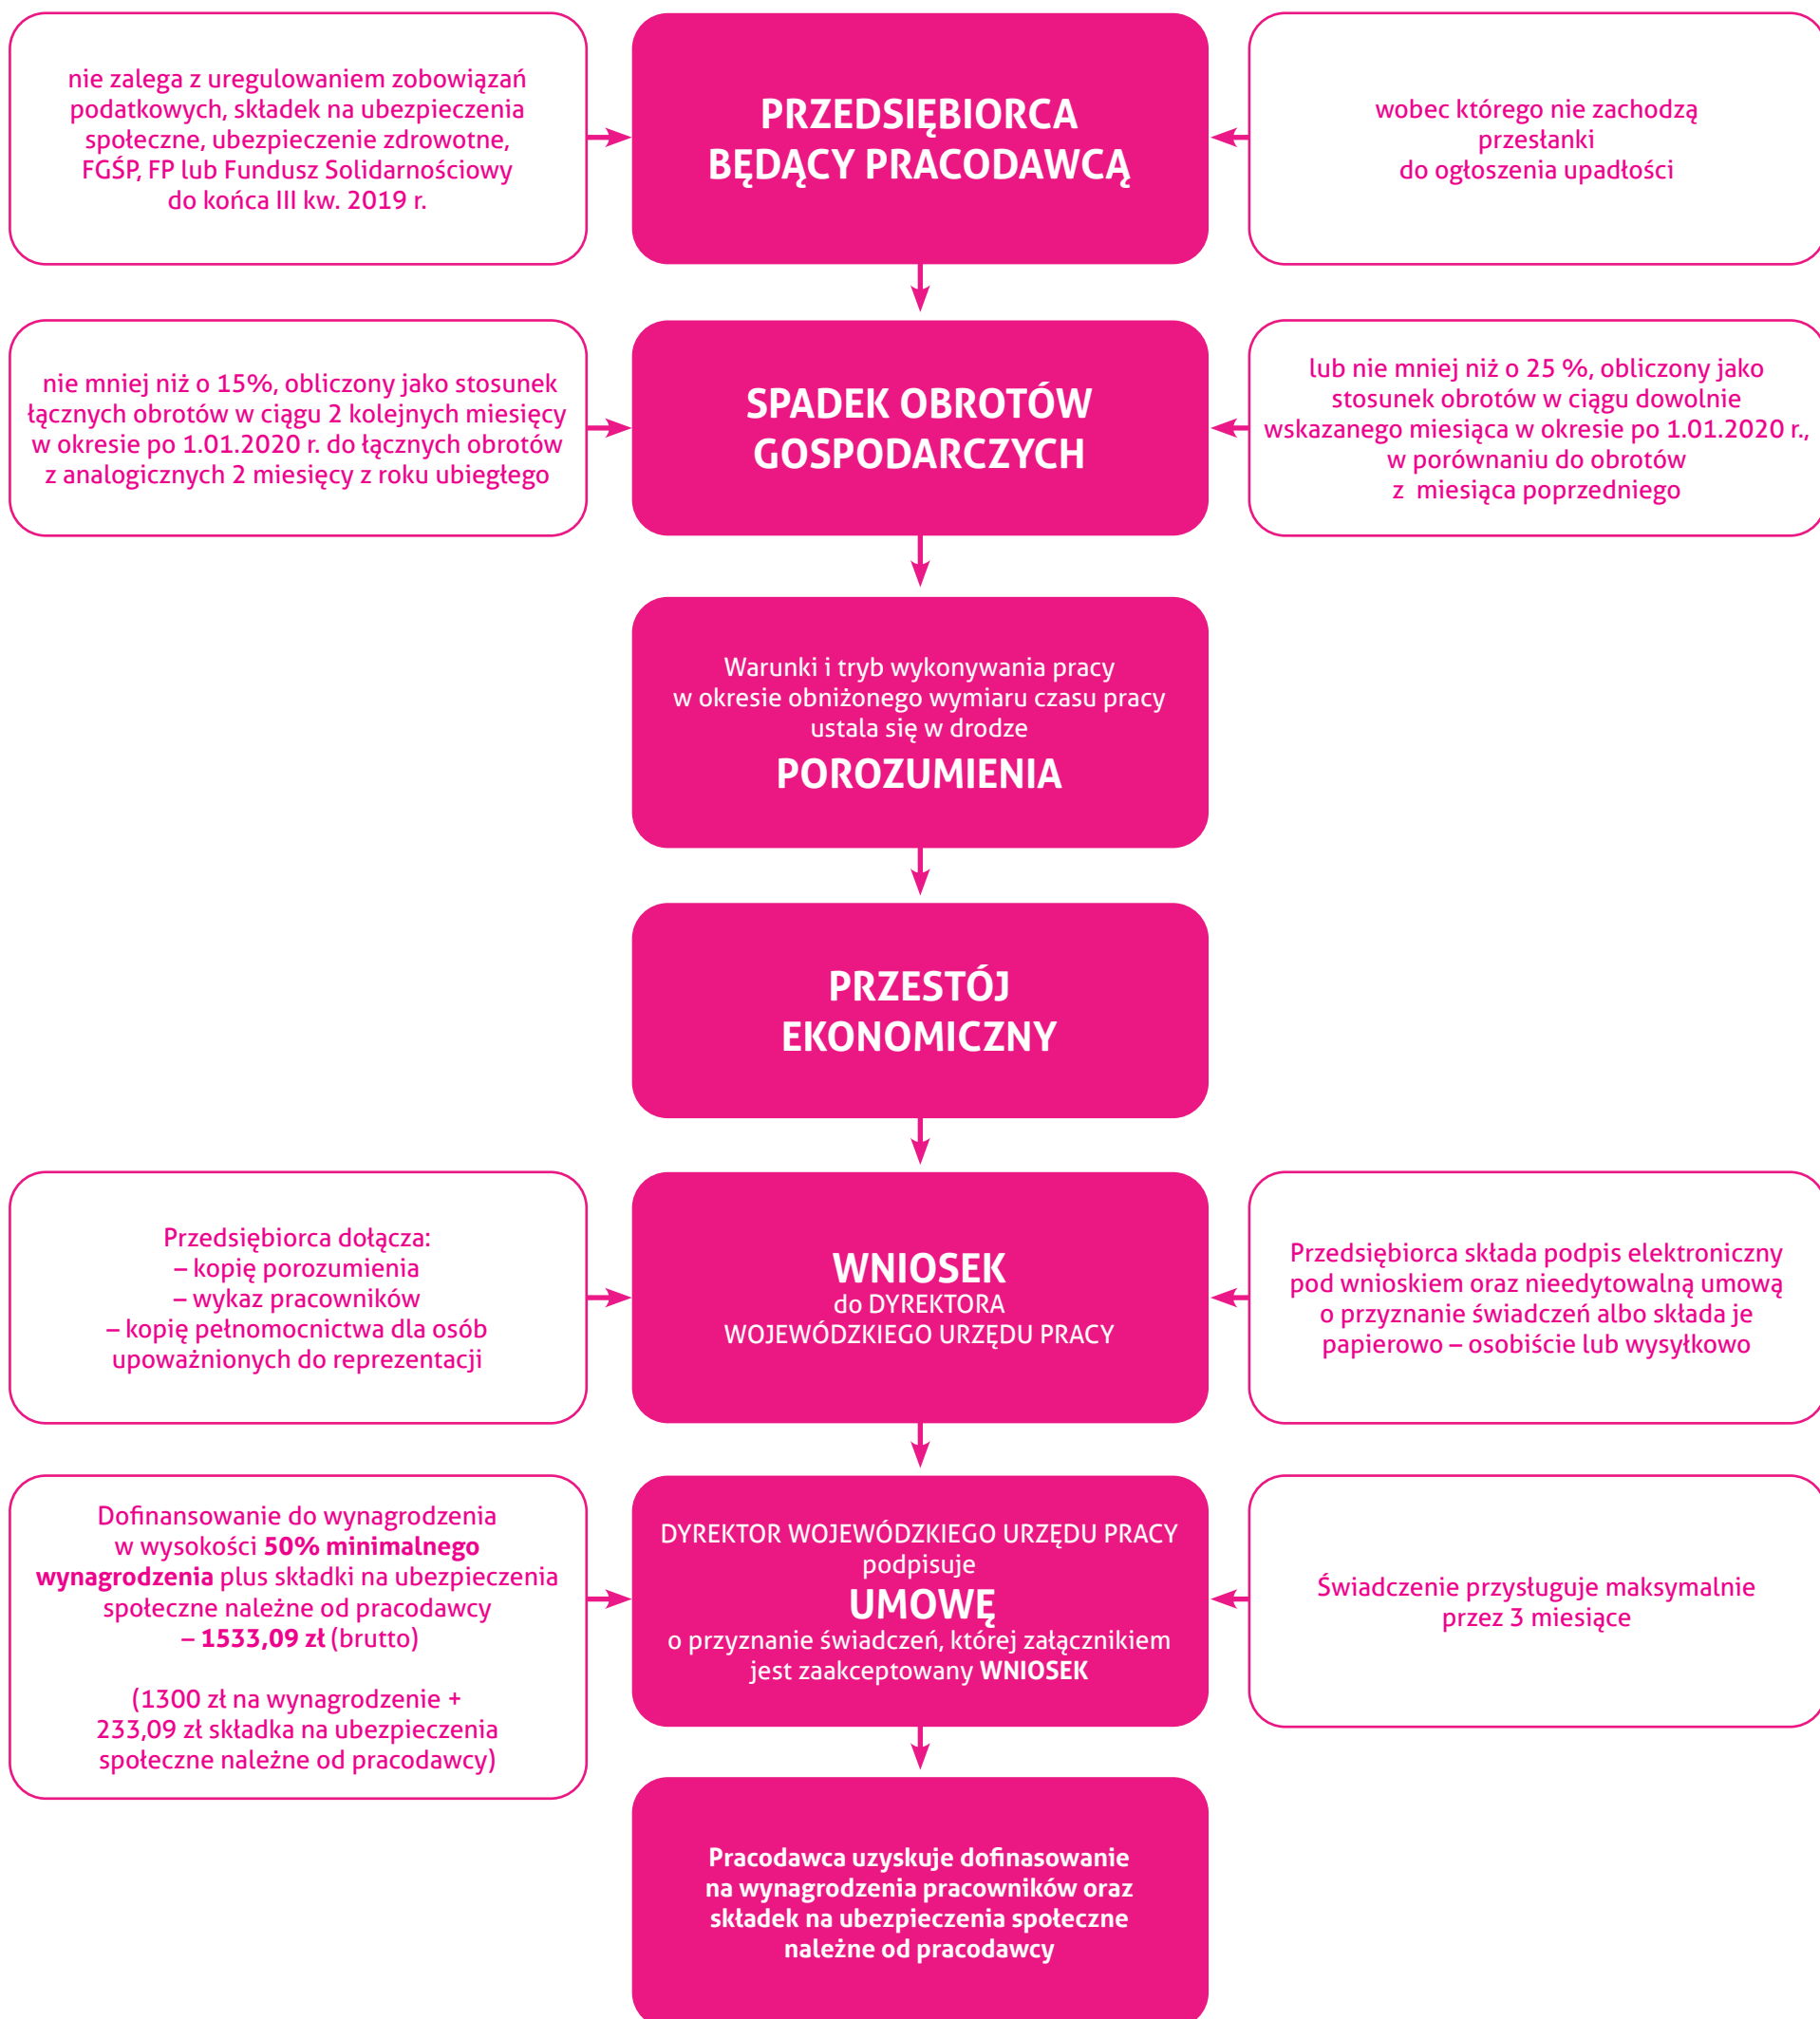 nie zalega z uregulowaniem zobowiązań
podatkowych, składek na ubezpieczenia
społeczne, ubezpieczenie zdrowotne,
FGŚP, FP lub Fundusz Solidarnościowy
do końca III kw. 2019 r.
PRZEDSIĘBIORCA
BĘDĄCY PRACODAWCĄ
wobec którego nie zachodzą
przesłanki
do ogłoszenia upadłości
nie mniej niż o 15%, obliczony jako stosunek
łącznych obrotów w ciągu 2 kolejnych miesięcy
w okresie po 1.01.2020 r. do łącznych obrotów
z analogicznych 2 miesięcy z roku ubiegłego
SPADEK OBROTÓW
GOSPODARCZYCH
lub nie mniej niż o 25 %, obliczony jako
stosunek obrotów w ciągu dowolnie
wskazanego miesiąca w okresie po 1.01.2020 r.,
w porównaniu do obrotów
z miesiąca poprzedniego
Warunki i tryb wykonywania pracy
w okresie obniżonego wymiaru czasu pracy
ustala się w drodze
POROZUMIENIA
PRZESTÓJ
EKONOMICZNY
Przedsiębiorca dołącza:
– kopię porozumienia
– wykaz pracowników
– kopię pełnomocnictwa dla osób
upoważnionych do reprezentacji
WNIOSEK
do DYREKTORA
WOJEWÓDZKIEGO URZĘDU PRACY
Przedsiębiorca składa podpis elektroniczny
pod wnioskiem oraz nieedytowalną umową
o przyznanie świadczeń albo składa je
papierowo – osobiście lub wysyłkowo
Dofinansowanie do wynagrodzenia
w wysokości 50% minimalnego
wynagrodzenia plus składki na ubezpieczenia
społeczne należne od pracodawcy
– 1533,09 zł (brutto)
(1300 zł na wynagrodzenie +
233,09 zł składka na ubezpieczenia
społeczne należne od pracodawcy)
DYREKTOR WOJEWÓDZKIEGO URZĘDU PRACY
podpisuje
UMOWĘ
o przyznanie świadczeń, której załącznikiem
jest zaakceptowany WNIOSEK
Świadczenie przysługuje maksymalnie
przez 3 miesiące
Pracodawca uzyskuje dofinasowanie
na wynagrodzenia pracowników oraz
składek na ubezpieczenia społeczne
należne od pracodawcy